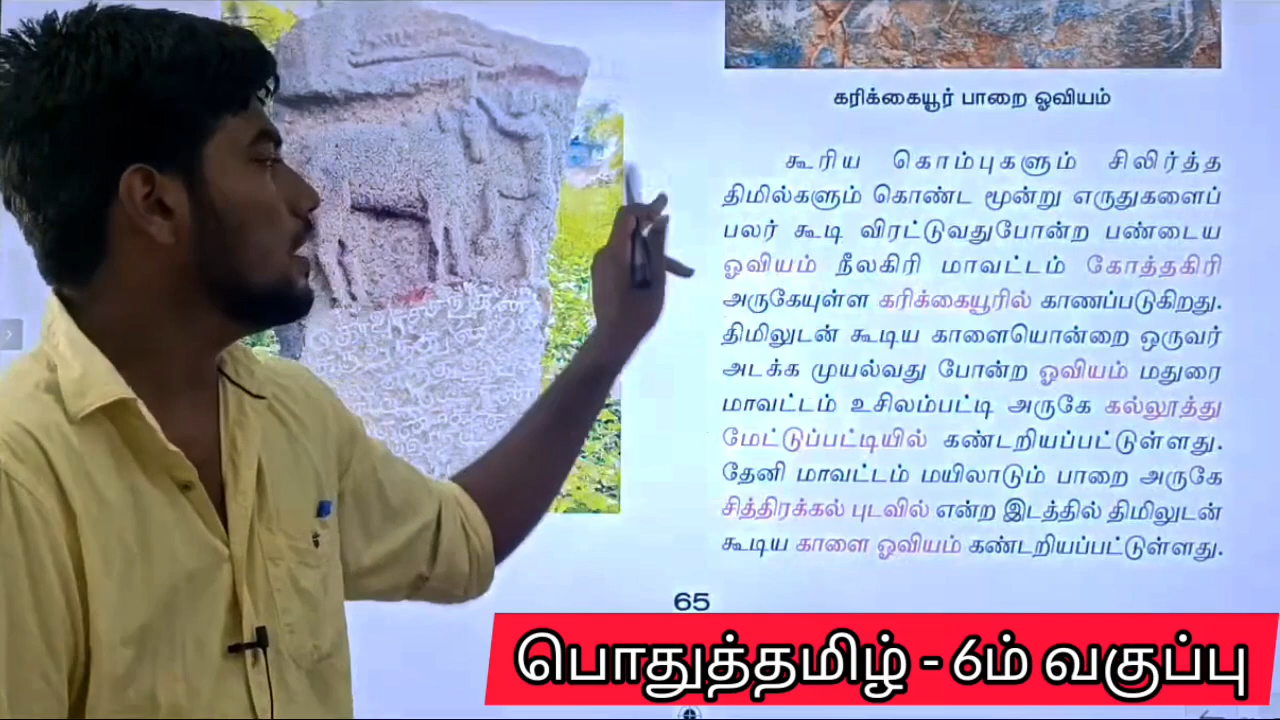 கரிக்கையூர் பாறை ஓவியம்
கூரிய கொம்புகளும் சிலிர்த்த
திமில்களும் கொண்ட மூன்று எருதுகளைப்
பலர் கூடி விரட்டுவதுபோன்ற பண்டைய
ஓவியம் நீலகிரி மாவட்டம் கோத்தகிரி
அருகேயுள்ள கரிக்கையூரில் காணப்படுகிறது.
திமிலுடன் கூடிய காளையொன்றை ஒருவர்
அடக்க முயல்வது போன்ற ஓவியம் மதுரை
மாவட்டம் உசிலம்பட்டி அருகே கல்லூத்து
மேட்டுப்பட்டியில் கண்டறியப்பட்டுள்ளது.
தேனி மாவட்டம் மயிலாடும் பாறை அருகே
சித்திரக்கல் புடவில் என்ற இடத்தில் திமிலுடன்
கூடிய காளை ஓவியம் கண்டறியப்பட்டுள்ளது.
65
பொதுத்தமிழ் - 6ம் வகுப்பு